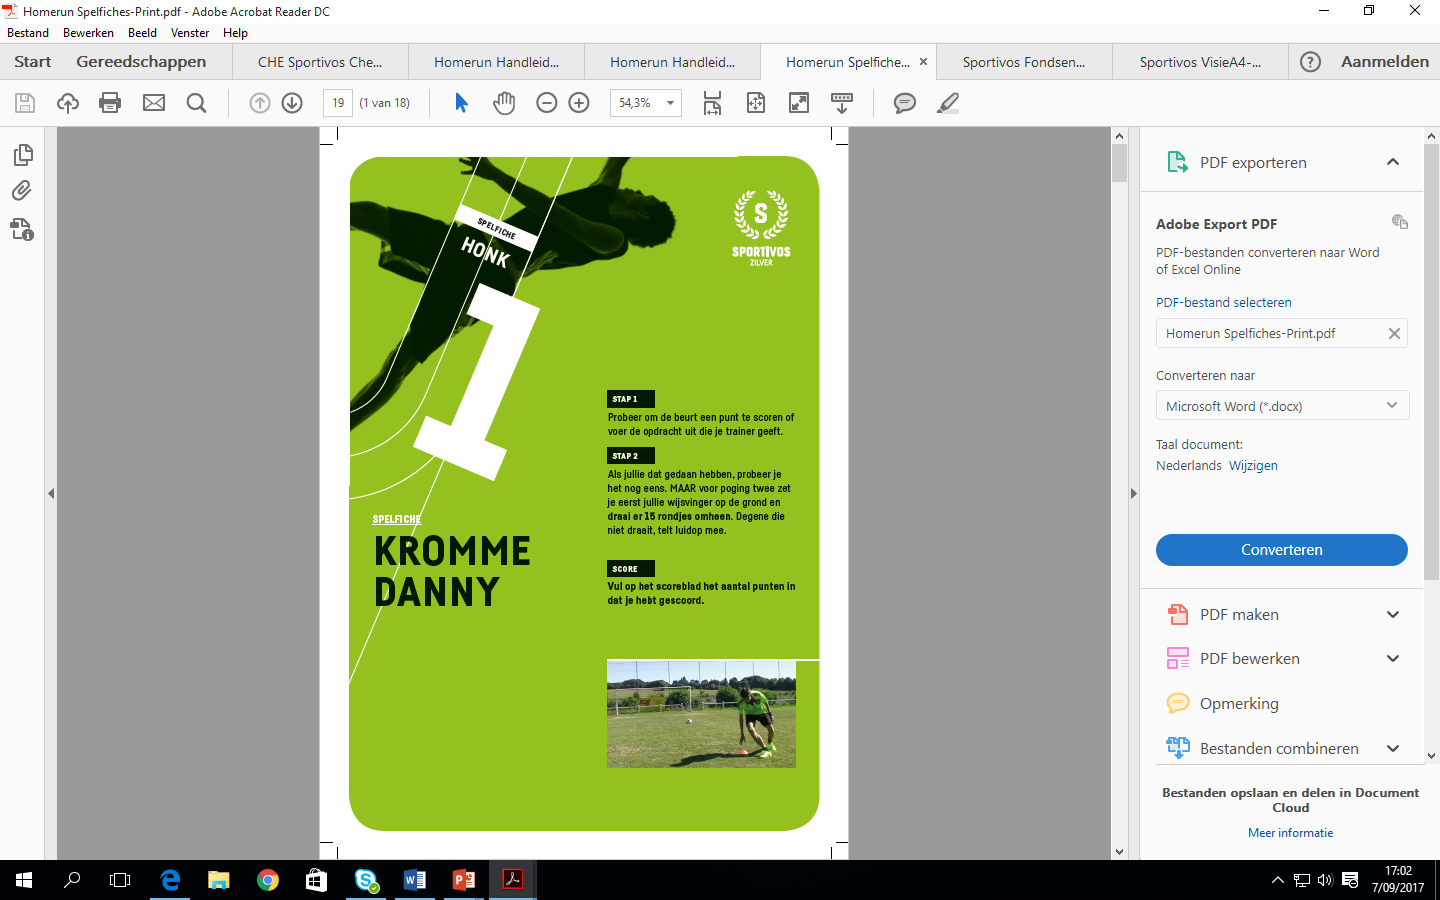 Homerun Spelfiches-Print.pdf - Adobe Acrobat Reader DC
Bestand Bewerken Beeld Venster Help
Start Gereedschappen CHE Sportivos Che... Homerun Handleid... Homerun Handleid... Homerun Spelfiche... Sportivos Fondsen... Sportivos VisieA4-... Aanmelden
19 (1 van 18) 54,3%
SPELFICHE
HONK
1
S
SPORTIVOS
ZILVER
STAP 1
Probeer om de beurt een punt te scoren of
voer de opdracht uit die je trainer geeft.
STAP 2
Als jullie dat gedaan hebben, probeer je
het nog eens. MAAR voor poging twee zet
je eerst jullie wijsvinger op de grond en
draai er 15 rondjes omheen. Degene die
niet draait, telt luidop mee.
SCORE
Vul op het scoreblad het aantal punten in
dat je hebt gescoord.
SPELFICHE
KROMME
DANNY
PDF exporteren
Adobe Export PDF
PDF-bestanden converteren naar Word
of Excel Online
PDF-bestand selecteren
Homerun Spelfiches-Print.pdf
Converteren naar
Microsoft Word (*.docx)
Taal document:
Nederlands Wijzigen
Converteren
PDF maken
PDF bewerken
Opmerking
Bestanden combineren
Bestanden opslaan en delen in Document
Cloud
Meer informatie
17:02
7/09/2017